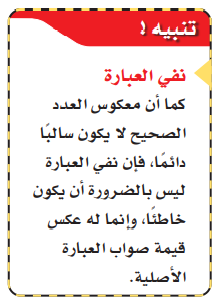 تنبيه !
نفي العبارة
كما أن معكوس العدد
الصحيح لا يكون سالبًا
دائمًا، فإن نفي العبارة
ليس بالضرورة أن يكون
خاطئًا، وإنما له عكس
قيمة صواب العبارة
الأصلية.